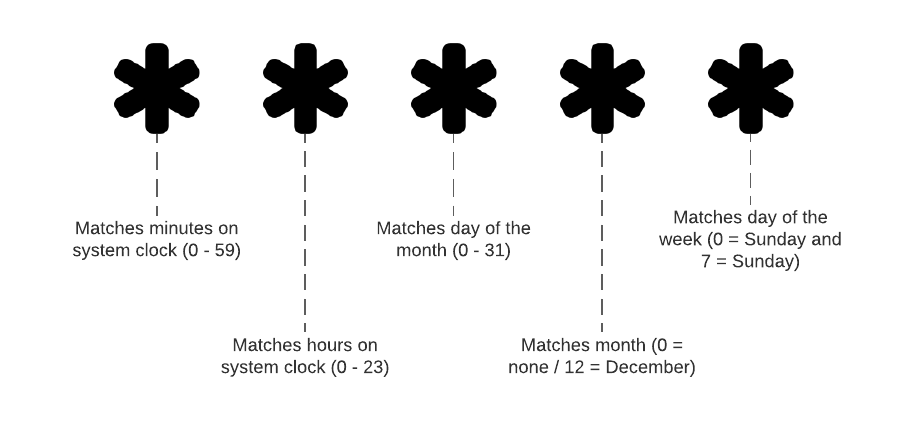 * * * * *
Matches minutes on
system clock (0 - 59)
Matches hours on
system clock (0 - 23)
Matches day of the
month (0 - 31)
Matches month (0 =
none / 12 = December)
Matches day of the
week (0 = Sunday and
7 = Sunday)